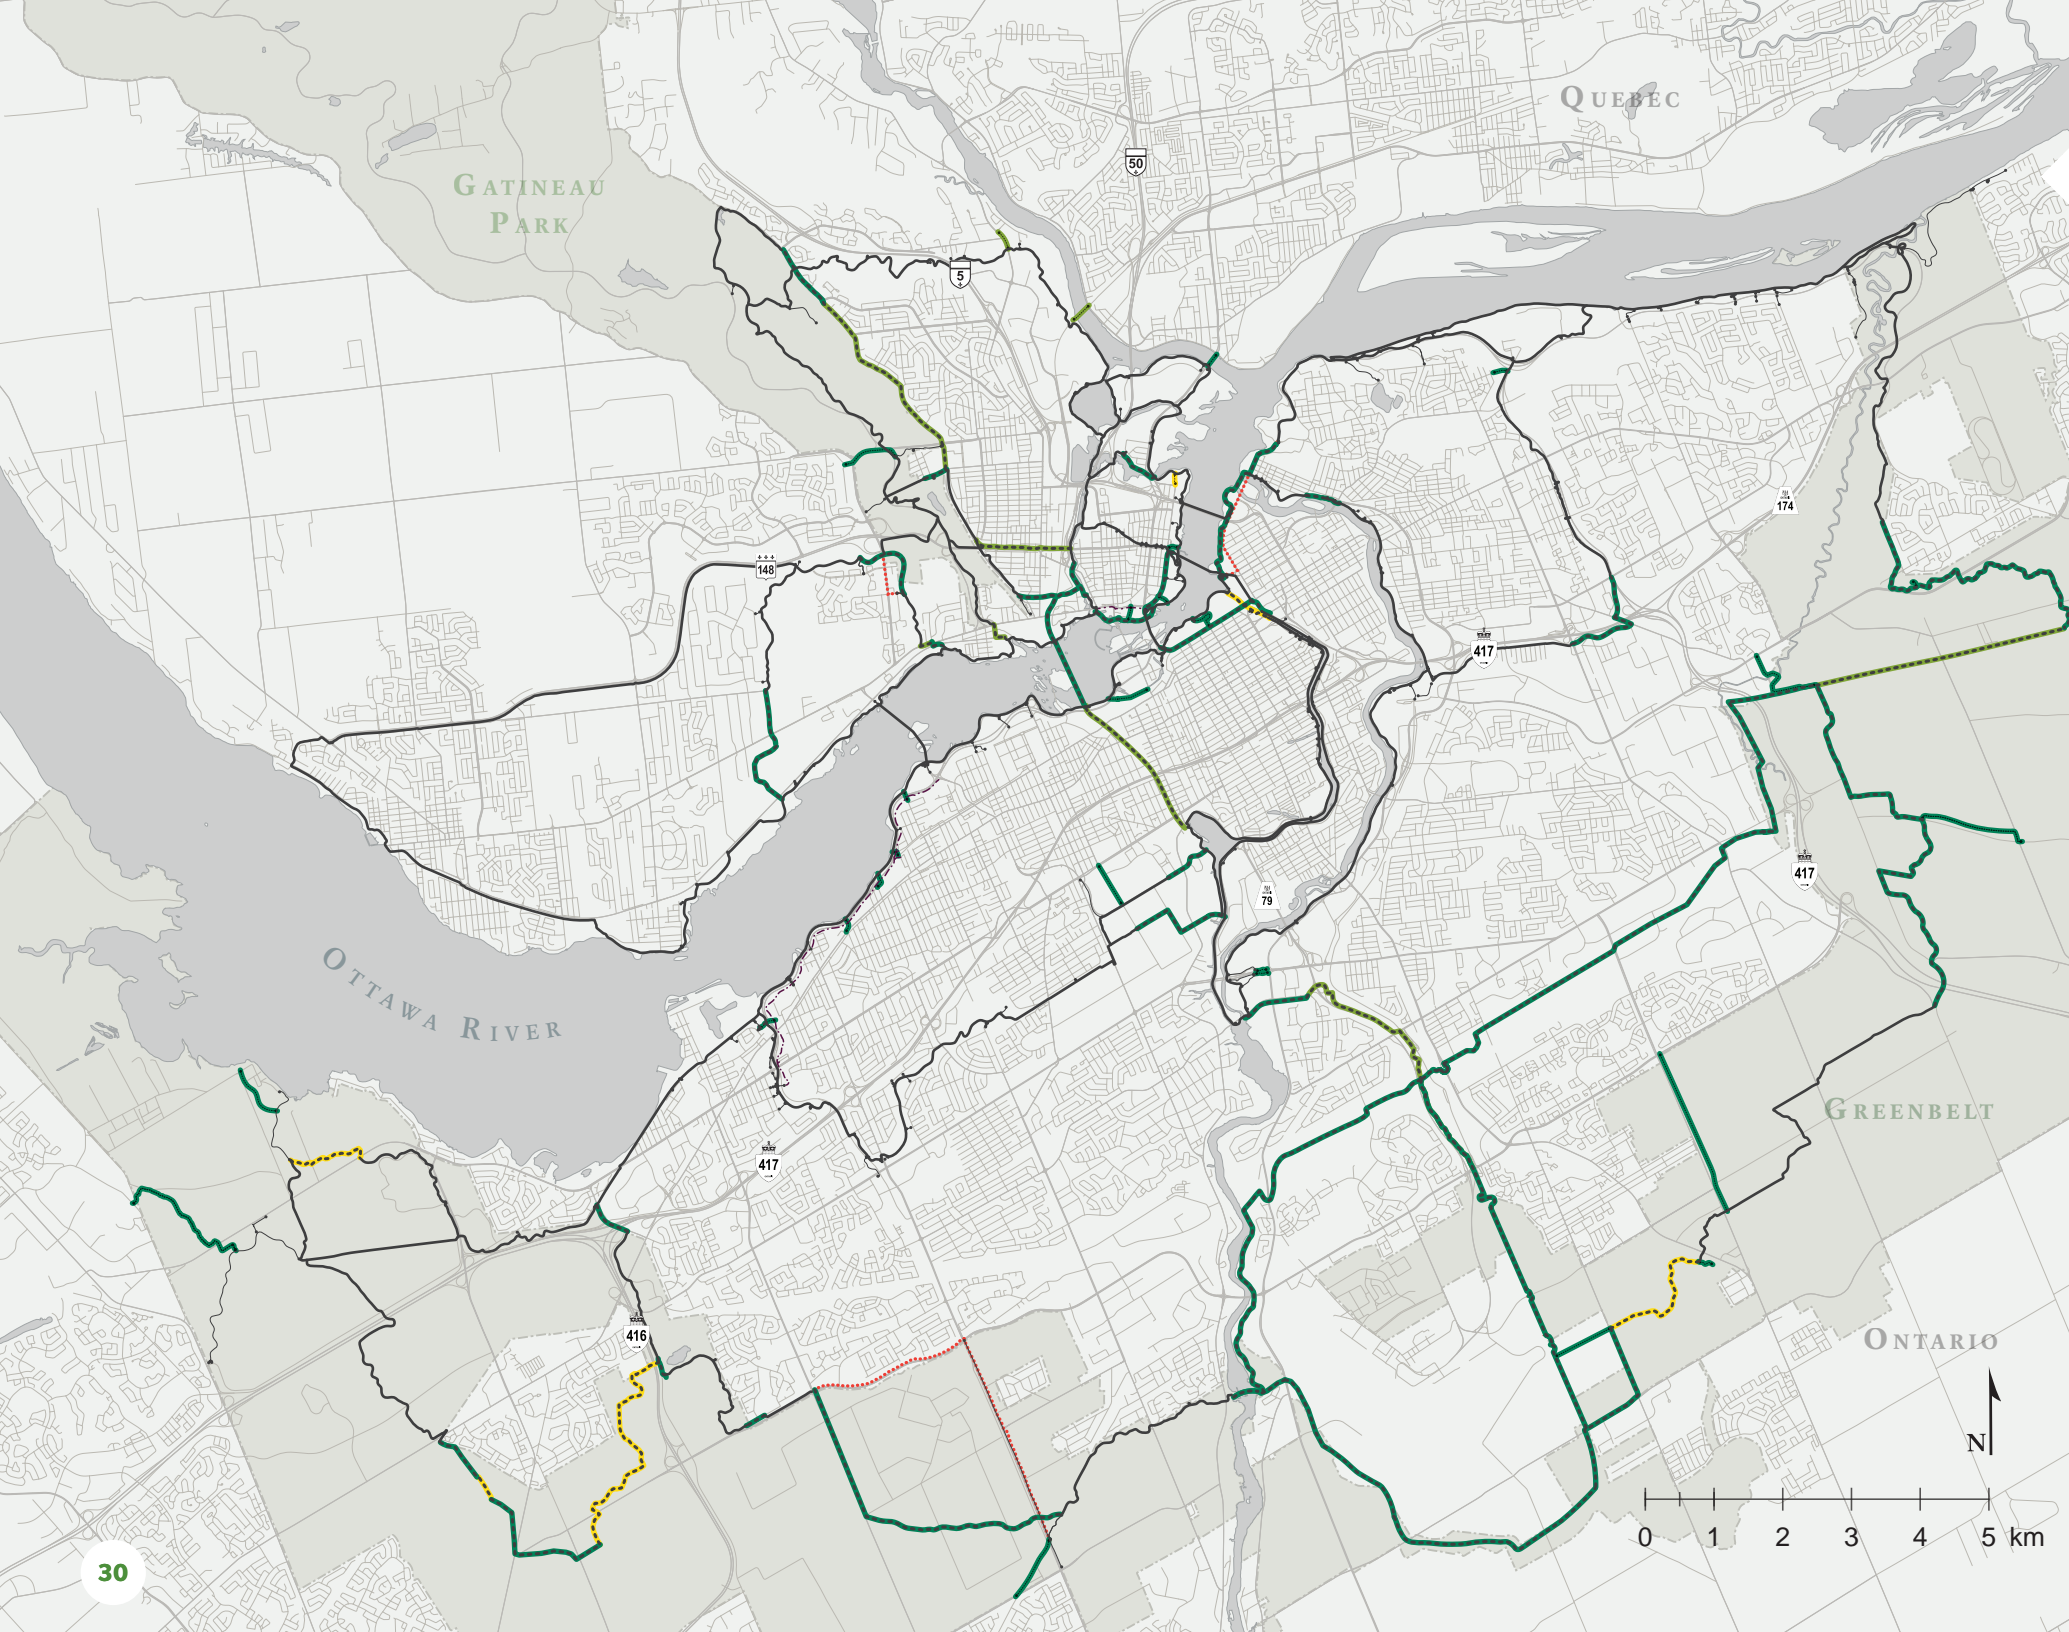 QUEBEC
50
GATINEAU
PARK
5
174
148
417
79
417
OTTAWA RIVER
GREENBELT
417
416
ONTARIO
N
0 1 2 3 4 5 km
30